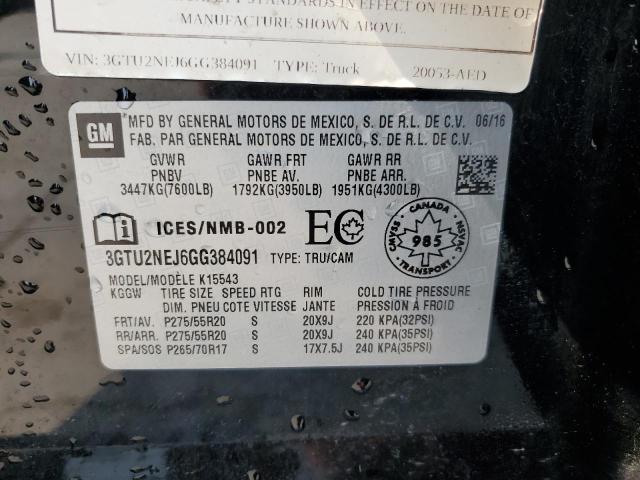 STANDARDS IN EFFECT ON THE DATE OF
MANUFACTURE SHOWN ABOVE.
VIN: 3GTU2NEJ6GG384091 TYPE: Truck 20053-AED
GM
MFD BY GENERAL MOTORS DE MEXICO, S. DE R.L. DE C.V. 06/16
FAB. PAR GENERAL MOTORS DE MEXICO, S. DE R.L. DE C.V.
GVWR GAWR FRT GAWR RR
PNBV PNBE AV. PNBE ARR.
3447KG(7600LB) 1792KG(3950LB) 1951KG(4300LB)
ICES/NMB-002 EC
CANADA
CMVSS 985 NSVAC
TRANSPORT
3GTU2NEJ6GG384091 TYPE: TRU/CAM
MODEL/MODÈLE K15543
KGGW TIRE SIZE SPEED RTG RIM COLD TIRE PRESSURE
DIM. PNEU COTE VITESSE JANTE PRESSION À FROID
FRT/AV. P275/55R20 S 20X9J 220 KPA(32PSI)
RR/ARR. P275/55R20 S 20X9J 240 KPA(35PSI)
SPA/SOS P265/70R17 S 17X7.5J 240 KPA(35PSI)